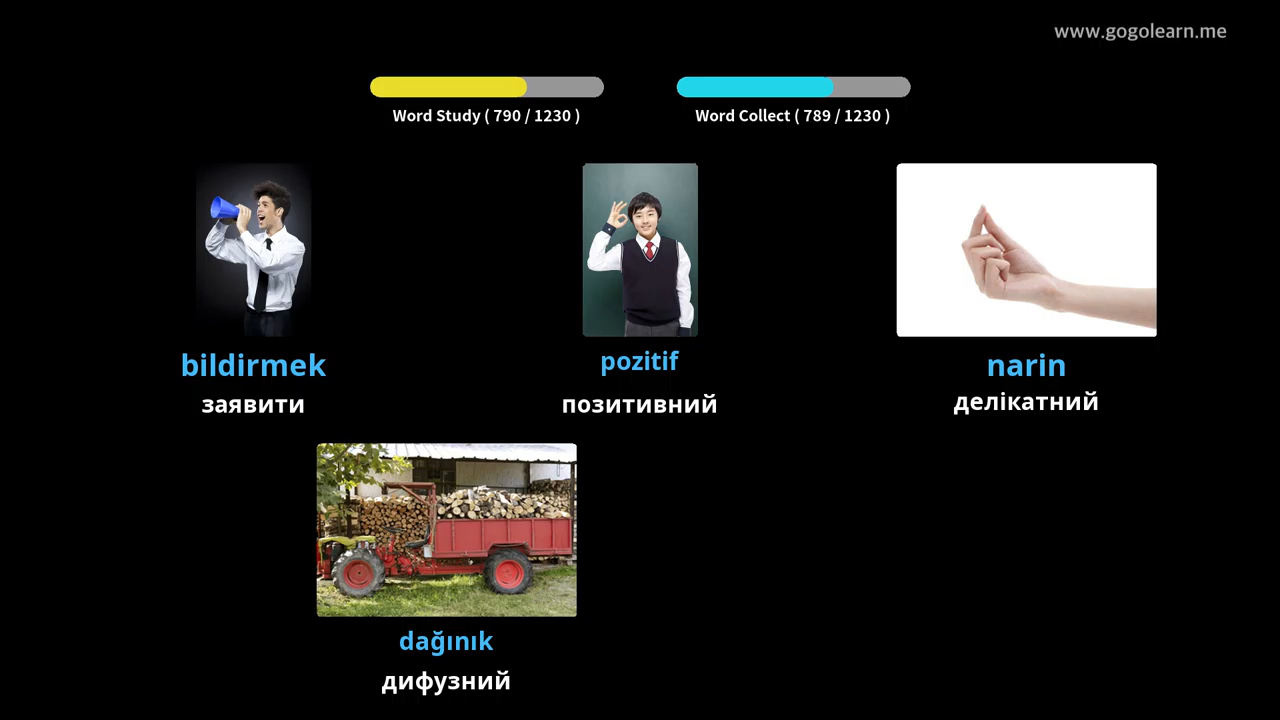 www.gogolearn.me
Word Study ( 790 / 1230 )
Word Collect ( 789 / 1230 )
bildirmek
заявити
pozitif
позитивний
narin
делікатний
dağınık
дифузний